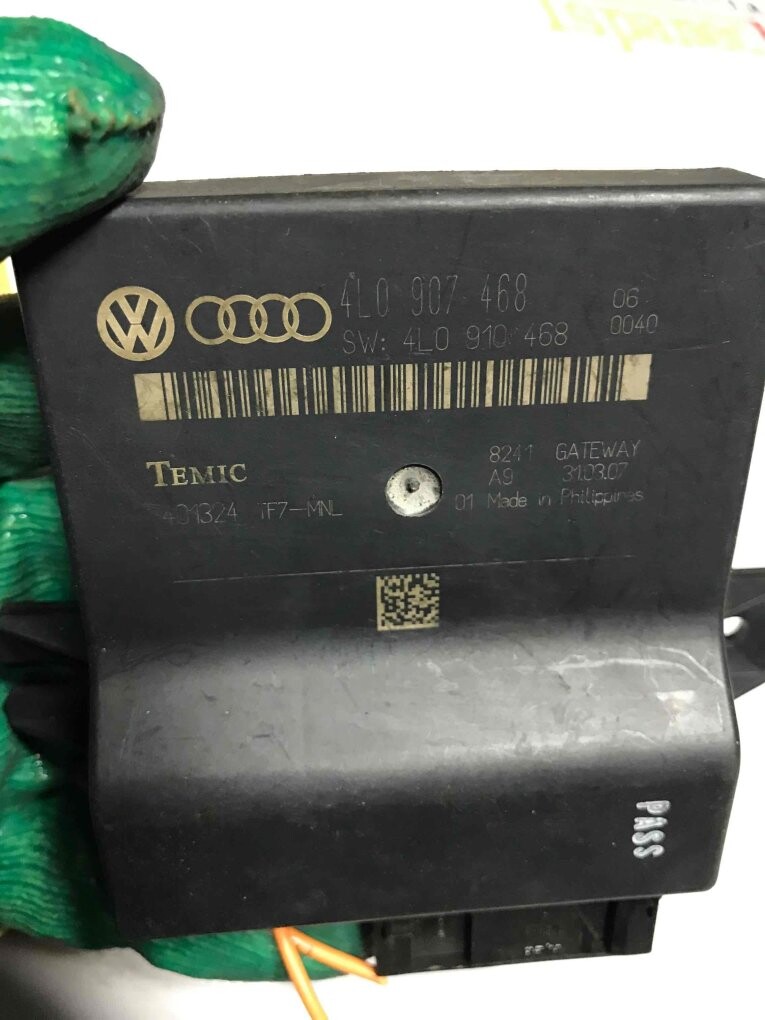 4L0 907 468 06
SW: 4L0 910 468 0040
TEMIC
8241 GATEWAY
A9 31.03.07
401324 TF7-MNL
01 Made in Philippines
PASS